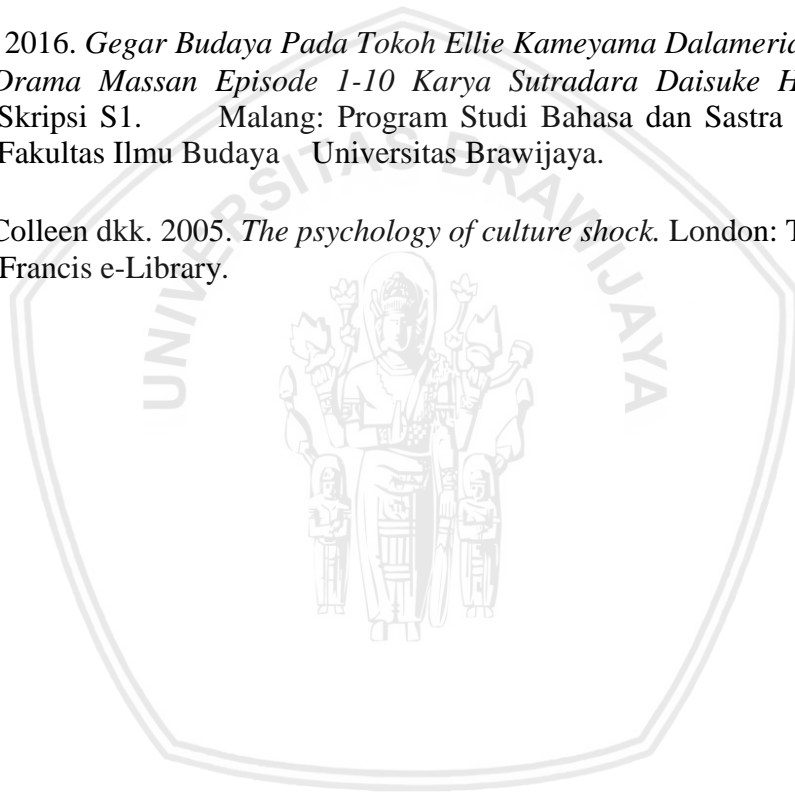 2016. Gegar Budaya Pada Tokoh Ellie Kameyama Dalameria
Drama Massan Episode 1-10 Karya Sutradara Daisuke H
Skripsi S1. Malang: Program Studi Bahasa dan Sastra
Fakultas Ilmu Budaya Universitas Brawijaya.
Colleen dkk. 2005. The psychology of culture shock. London: T
Francis e-Library.
UNIVERSITAS BRAWIJAYA